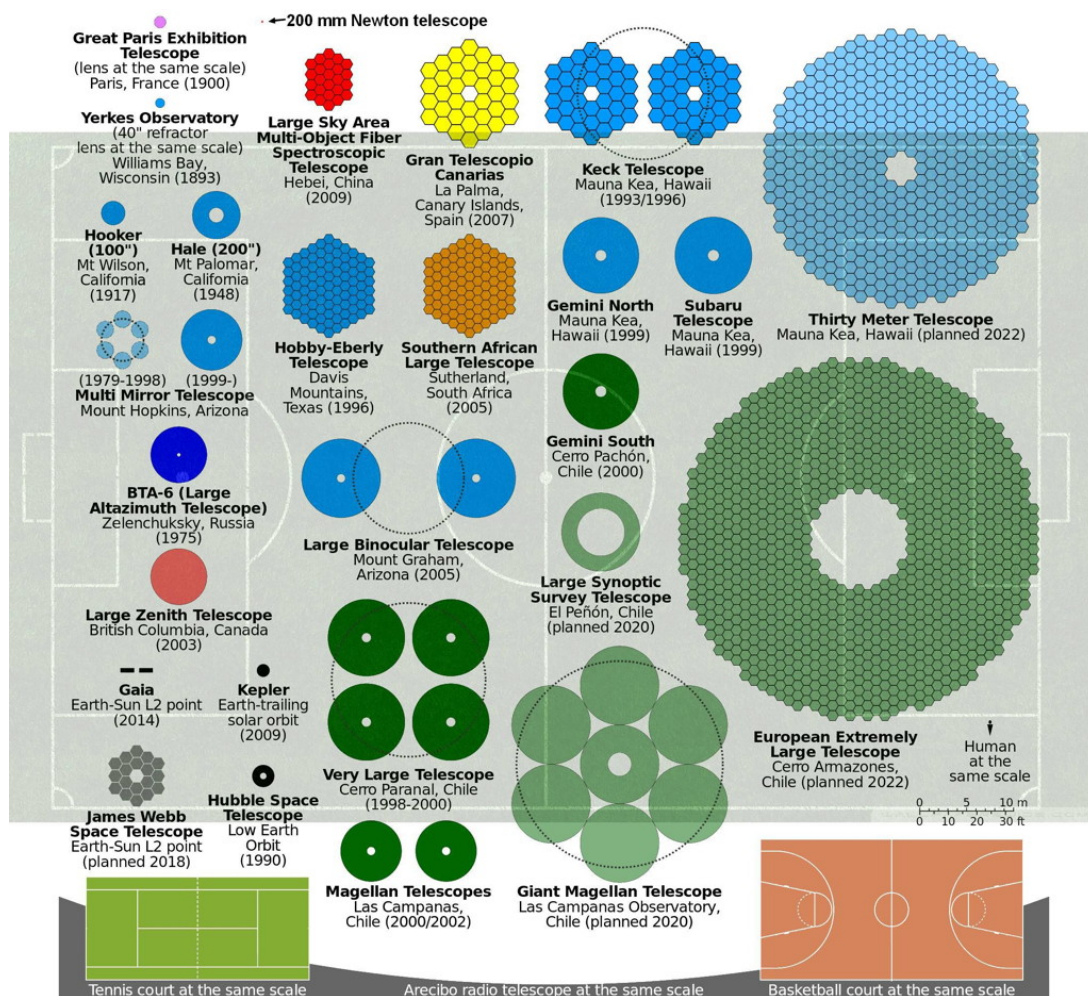 200 mm Newton telescope
Great Paris Exhibition
Telescope
(lens at the same scale)
Paris, France (1900)
Yerkes Observatory
(40" refractor
lens at the same scale)
Williams Bay,
Wisconsin (1893)
Hooker
(100")
Mt Wilson,
California
(1917)
Hale (200")
Mt Palomar,
California
(1948)
(1979-1998)
(1999-)
Multi Mirror Telescope
Mount Hopkins, Arizona
BTA-6 (Large
Altazimuth Telescope)
Zelenchuksky, Russia
(1975)
Large Zenith Telescope
British Columbia, Canada
(2003)
Gaia
Earth-Sun L2 point
(2014)
Kepler
Earth-trailing
solar orbit
(2009)
James Webb
Space Telescope
Earth-Sun L2 point
(planned 2018)
Hubble Space
Telescope
Low Earth
Orbit
(1990)
Large Sky Area
Multi-Object Fiber
Spectroscopic
Telescope
Hebei, China
(2009)
Gran Telescopio
Canarias
La Palma,
Canary Islands,
Spain (2007)
Hobby-Eberly
Telescope
Davis
Mountains,
Texas (1996)
Southern African
Large Telescope
Sutherland,
South Africa
(2005)
Large Binocular Telescope
Mount Graham,
Arizona (2005)
Very Large Telescope
Cerro Paranal, Chile
(1998-2000)
Magellan Telescopes
Las Campanas,
Chile (2000/2002)
Keck Telescope
Mauna Kea, Hawaii
(1993/1996)
Gemini North
Mauna Kea,
Hawaii (1999)
Subaru
Telescope
Mauna Kea,
Hawaii (1999)
Gemini South
Cerro Pachón,
Chile (2000)
Large Synoptic
Survey Telescope
El Peñón, Chile
(planned 2020)
Giant Magellan Telescope
Las Campanas Observatory,
Chile (planned 2020)
Thirty Meter Telescope
Mauna Kea, Hawaii (planned 2022)
European Extremely
Large Telescope
Cerro Armazones,
Chile (planned 2022)
Human
at the
same scale
0 5 10 m
0 10 20 30 ft
Tennis court at the same scale
Arecibo radio telescope at the same scale
Basketball court at the same scale